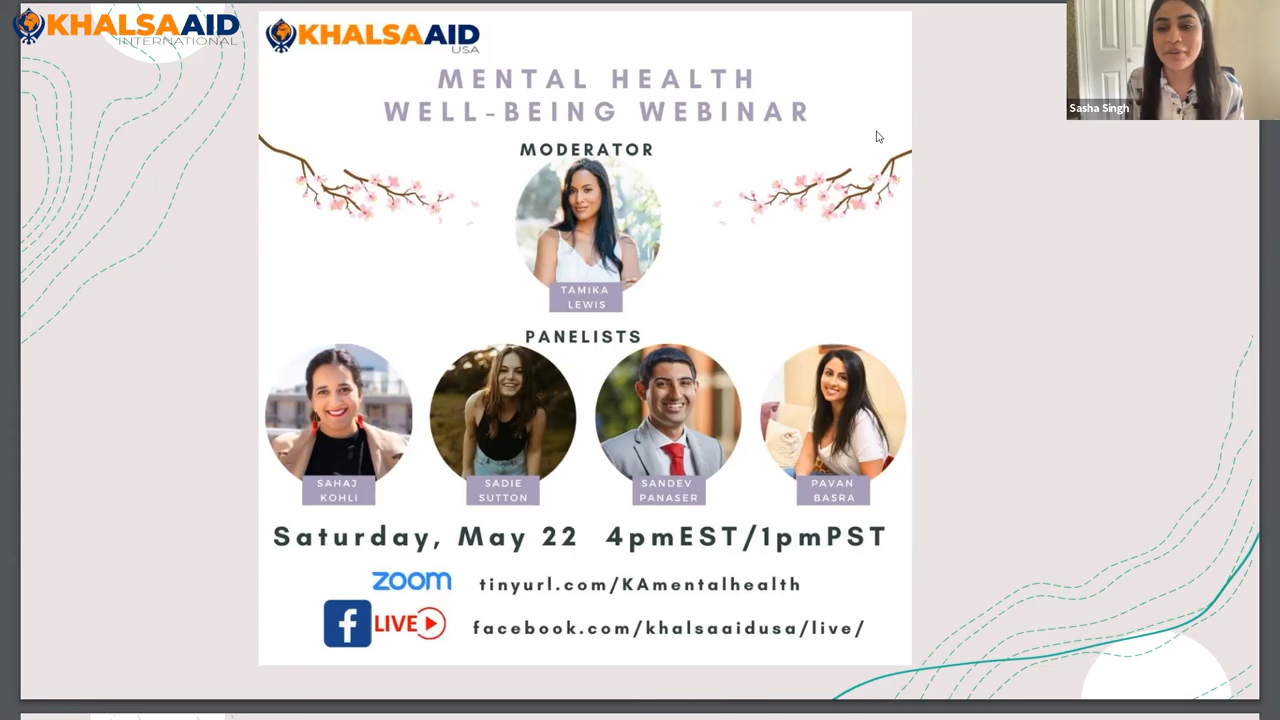 KHALSAAID
INTERNATIONAL
KHALSAAID
USA
Sasha Singh
MENTAL HEALTH
WELL-BEING WEBINAR
MODERATOR
TAMIKA
LEWIS
PANELISTS
SAHAJ
KOHLI
SADIE
SUTTON
SANDEV
PANASER
PAVAN
BASRA
Saturday, May 22 4pmEST/1pmPST
zoom tinyurl.com/KAmentalhealth
f LIVE facebook.com/khalsaaidusa/live/